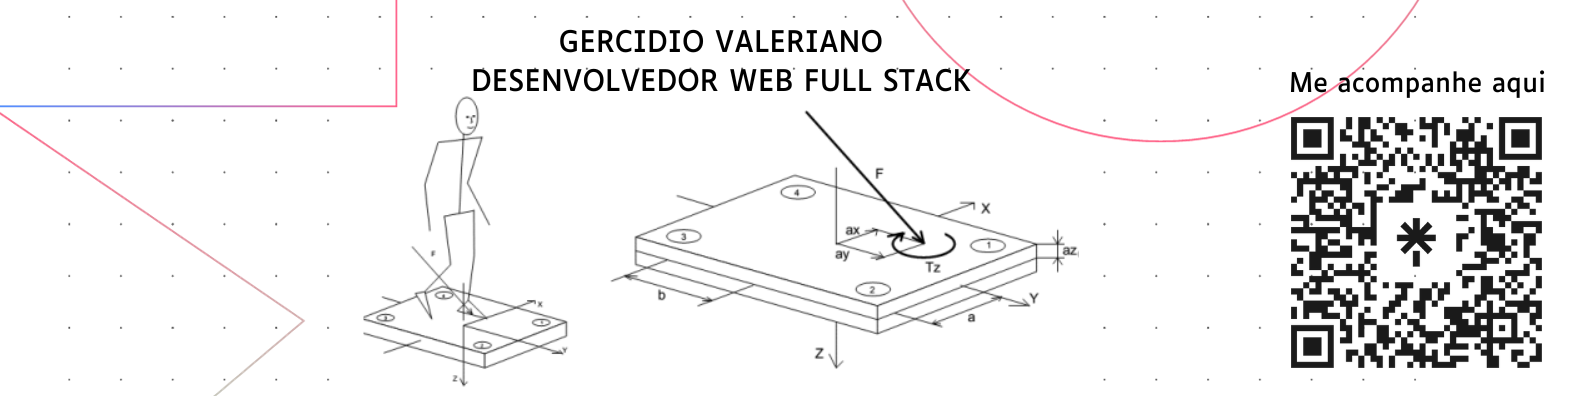 GERCIDIO VALERIANO
DESENVOLVEDOR WEB FULL STACK
Me acompanhe aqui
F
X
Y
Z
4
3
1
2
F
X
ax
ay
Tz
az
b
a
Y
Z